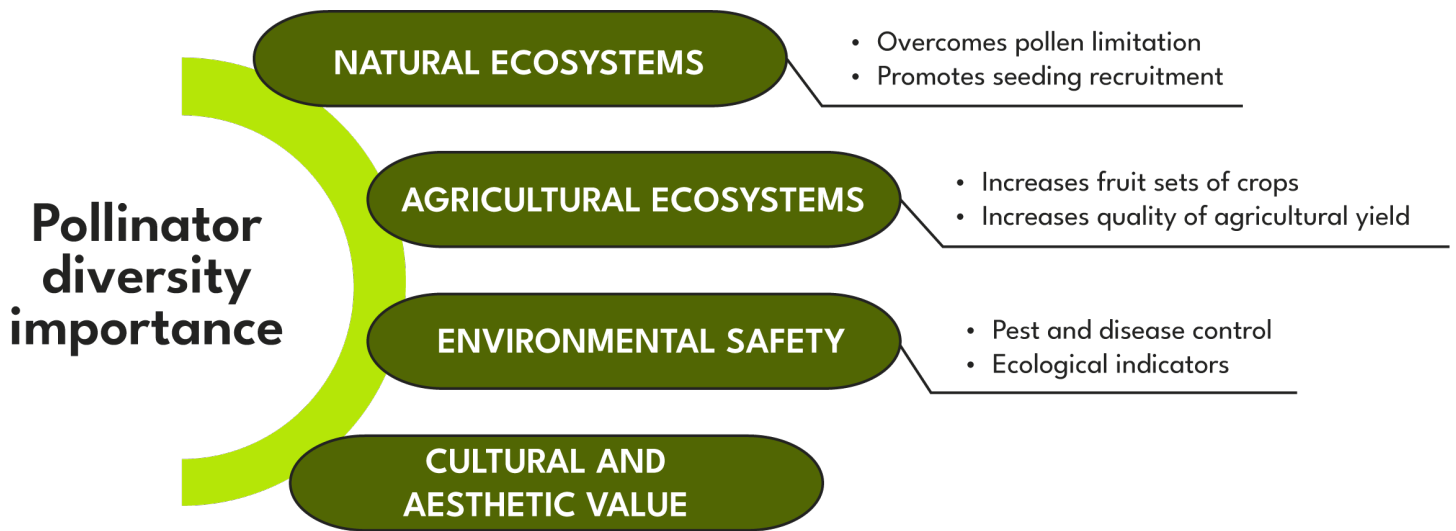 Pollinator
diversity
importance
NATURAL ECOSYSTEMS
• Overcomes pollen limitation
• Promotes seeding recruitment
AGRICULTURAL ECOSYSTEMS
• Increases fruit sets of crops
• Increases quality of agricultural yield
ENVIRONMENTAL SAFETY
• Pest and disease control
• Ecological indicators
CULTURAL AND
AESTHETIC VALUE